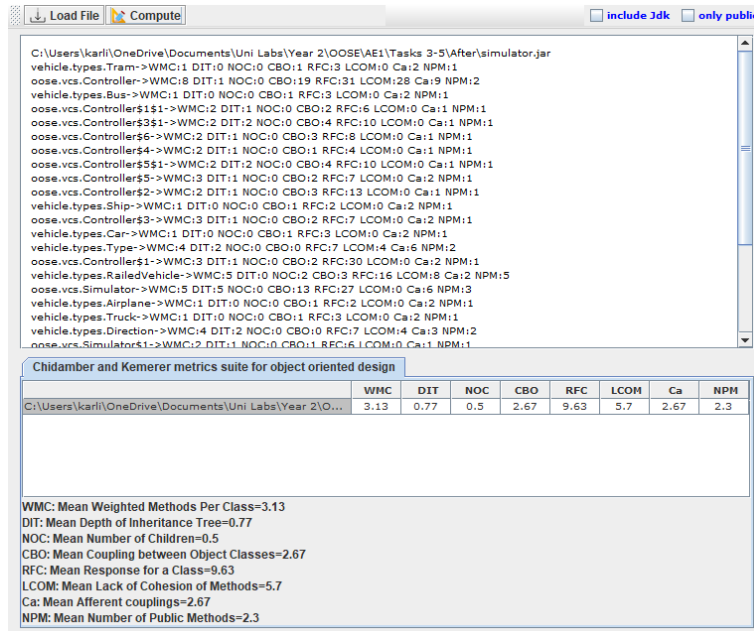 Load File Compute include Jdk only publi
C:\Users\karli\OneDrive\Documents\Uni Labs\Year 2\OOSE\AE1\Tasks 3-5\After\simulator.jar
vehicle.types.Tram->WMC:1 DIT:0 NOC:0 CBO:1 RFC:3 LCOM:0 Ca:2 NPM:1
oose.vcs.Controller->WMC:8 DIT:1 NOC:0 CBO:19 RFC:31 LCOM:28 Ca:9 NPM:2
vehicle.types.Bus->WMC:1 DIT:0 NOC:0 CBO:1 RFC:3 LCOM:0 Ca:2 NPM:1
oose.vcs.Controller$1$1->WMC:2 DIT:1 NOC:0 CBO:2 RFC:6 LCOM:0 Ca:1 NPM:1
oose.vcs.Controller$3$1->WMC:2 DIT:2 NOC:0 CBO:4 RFC:10 LCOM:0 Ca:1 NPM:1
oose.vcs.Controller$6->WMC:2 DIT:1 NOC:0 CBO:3 RFC:8 LCOM:0 Ca:1 NPM:1
oose.vcs.Controller$4->WMC:2 DIT:1 NOC:0 CBO:1 RFC:4 LCOM:0 Ca:1 NPM:1
oose.vcs.Controller$5$1->WMC:2 DIT:2 NOC:0 CBO:4 RFC:10 LCOM:0 Ca:1 NPM:1
oose.vcs.Controller$5->WMC:3 DIT:1 NOC:0 CBO:2 RFC:7 LCOM:0 Ca:2 NPM:1
oose.vcs.Controller$2->WMC:2 DIT:1 NOC:0 CBO:3 RFC:13 LCOM:0 Ca:1 NPM:1
vehicle.types.Ship->WMC:1 DIT:0 NOC:0 CBO:1 RFC:2 LCOM:0 Ca:2 NPM:1
oose.vcs.Controller$3->WMC:3 DIT:1 NOC:0 CBO:2 RFC:7 LCOM:0 Ca:2 NPM:1
vehicle.types.Car->WMC:1 DIT:0 NOC:0 CBO:1 RFC:3 LCOM:0 Ca:2 NPM:1
vehicle.types.Type->WMC:4 DIT:2 NOC:0 CBO:0 RFC:7 LCOM:4 Ca:6 NPM:2
oose.vcs.Controller$1->WMC:3 DIT:1 NOC:0 CBO:2 RFC:30 LCOM:0 Ca:2 NPM:1
vehicle.types.RailedVehicle->WMC:5 DIT:0 NOC:2 CBO:3 RFC:16 LCOM:8 Ca:2 NPM:5
oose.vcs.Simulator->WMC:5 DIT:5 NOC:0 CBO:13 RFC:27 LCOM:0 Ca:6 NPM:3
vehicle.types.Airplane->WMC:1 DIT:0 NOC:0 CBO:1 RFC:2 LCOM:0 Ca:2 NPM:1
vehicle.types.Truck->WMC:1 DIT:0 NOC:0 CBO:1 RFC:3 LCOM:0 Ca:2 NPM:1
vehicle.types.Direction->WMC:4 DIT:2 NOC:0 CBO:0 RFC:7 LCOM:4 Ca:3 NPM:2
oose.vcs.Simulator$1->WMC:2 DIT:1 NOC:0 CBO:1 RFC:6 LCOM:0 Ca:1 NPM:1
Chidamber and Kemerer metrics suite for object oriented design
WMC DIT NOC CBO RFC LCOM Ca NPM
C:\Users\karli\OneDrive\Documents\Uni Labs\Year 2\O... 3.13 0.77 0.5 2.67 9.63 5.7 2.67 2.3
WMC: Mean Weighted Methods Per Class=3.13
DIT: Mean Depth of Inheritance Tree=0.77
NOC: Mean Number of Children=0.5
CBO: Mean Coupling between Object Classes=2.67
RFC: Mean Response for a Class=9.63
LCOM: Mean Lack of Cohesion of Methods=5.7
Ca: Mean Afferent couplings=2.67
NPM: Mean Number of Public Methods=2.3